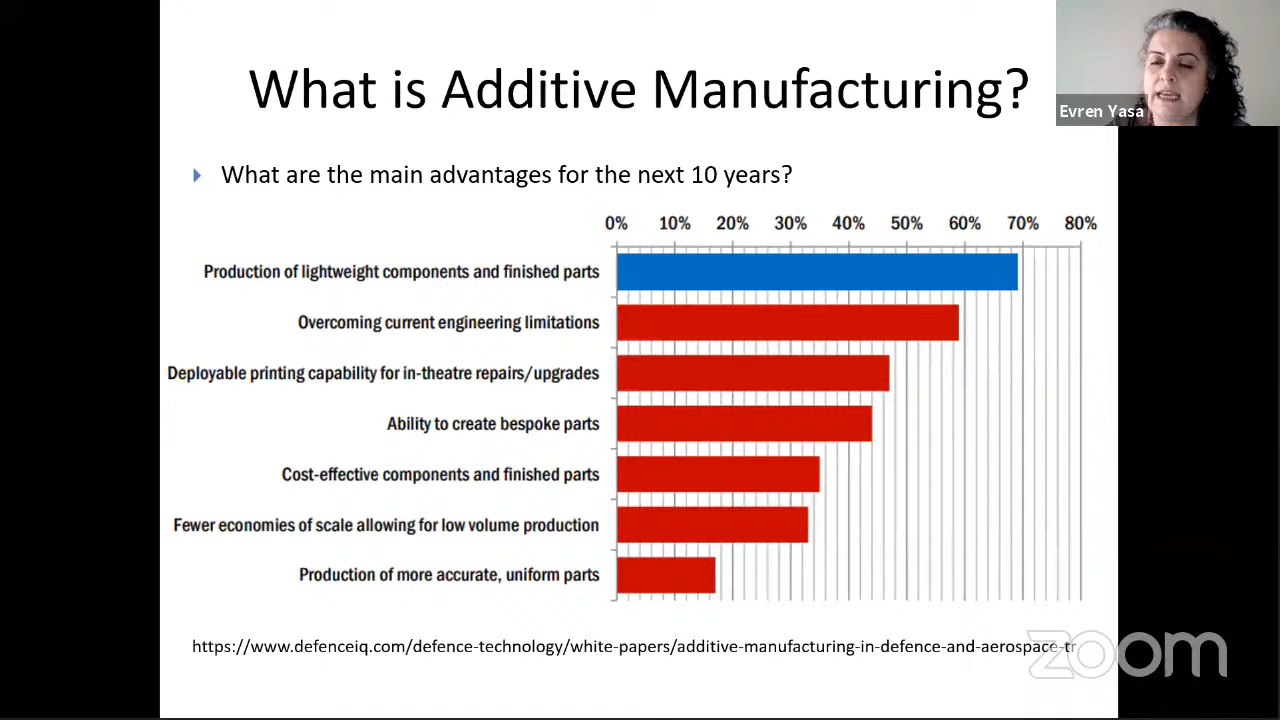 What is Additive Manufacturing?
Evren Yasa
What are the main advantages for the next 10 years?
0% 10% 20% 30% 40% 50% 60% 70% 80%
Production of lightweight components and finished parts
Overcoming current engineering limitations
Deployable printing capability for in-theatre repairs/upgrades
Ability to create bespoke parts
Cost-effective components and finished parts
Fewer economies of scale allowing for low volume production
Production of more accurate, uniform parts
https://www.defenceiq.com/defence-technology/white-papers/additive-manufacturing-in-defence-and-aerospace-tr
zoom